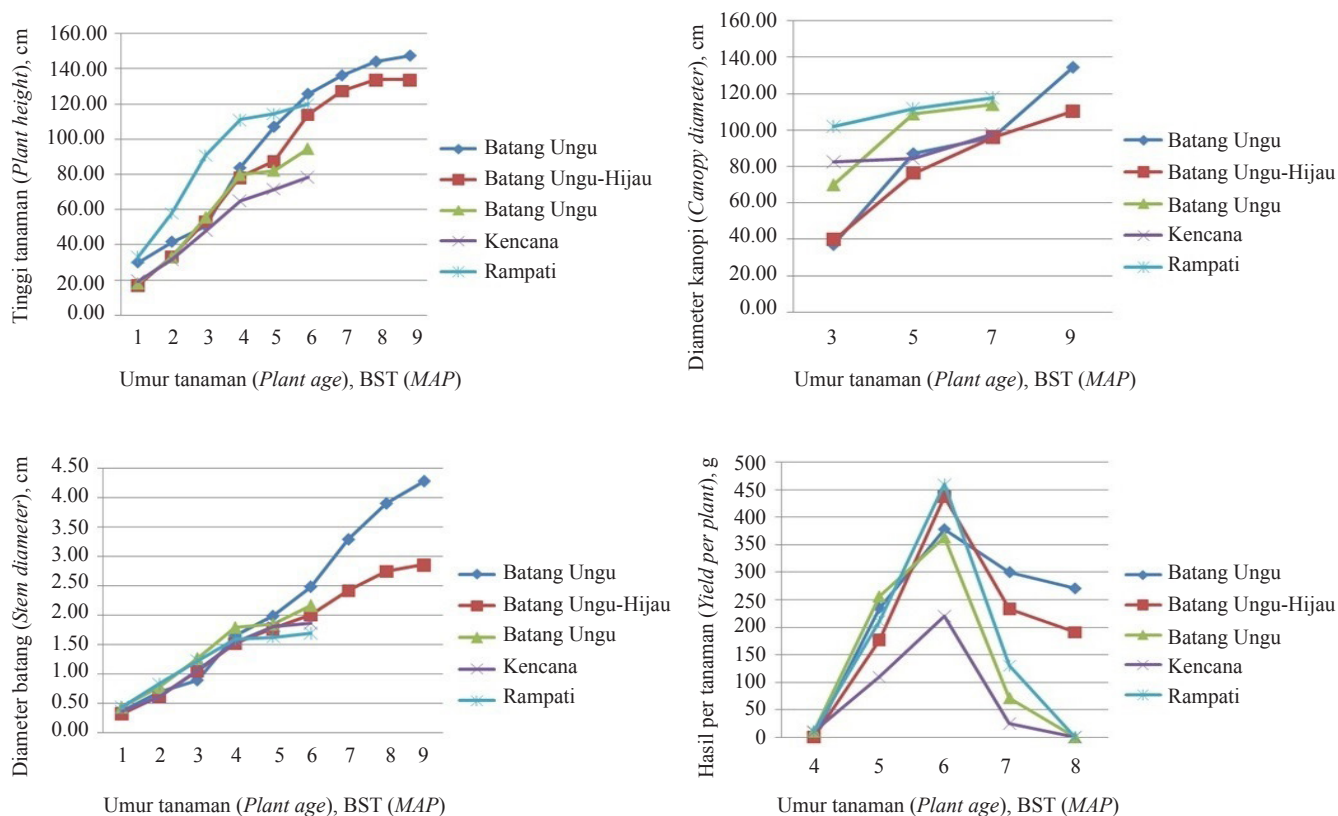 Tinggi tanaman (Plant height), cm
160.00
140.00
120.00
100.00
80.00
60.00
40.00
20.00
0.00
1 2 3 4 5 6 7 8 9
Umur tanaman (Plant age), BST (MAP)
Batang Ungu
Batang Ungu-Hijau
Batang Ungu
Kencana
Rampati
Diameter kanopi (Canopy diameter), cm
160.00
140.00
120.00
100.00
80.00
60.00
40.00
20.00
0.00
3 5 7 9
Umur tanaman (Plant age), BST (MAP)
Batang Ungu
Batang Ungu-Hijau
Batang Ungu
Kencana
Rampati
Diameter batang (Stem diameter), cm
4.50
4.00
3.50
3.00
2.50
2.00
1.50
1.00
0.50
0.00
1 2 3 4 5 6 7 8 9
Umur tanaman (Plant age), BST (MAP)
Batang Ungu
Batang Ungu-Hijau
Batang Ungu
Kencana
Rampati
Hasil per tanaman (Yield per plant), g
500
450
400
350
300
250
200
150
100
50
0
4 5 6 7 8
Umur tanaman (Plant age), BST (MAP)
Batang Ungu
Batang Ungu-Hijau
Batang Ungu
Kencana
Rampati